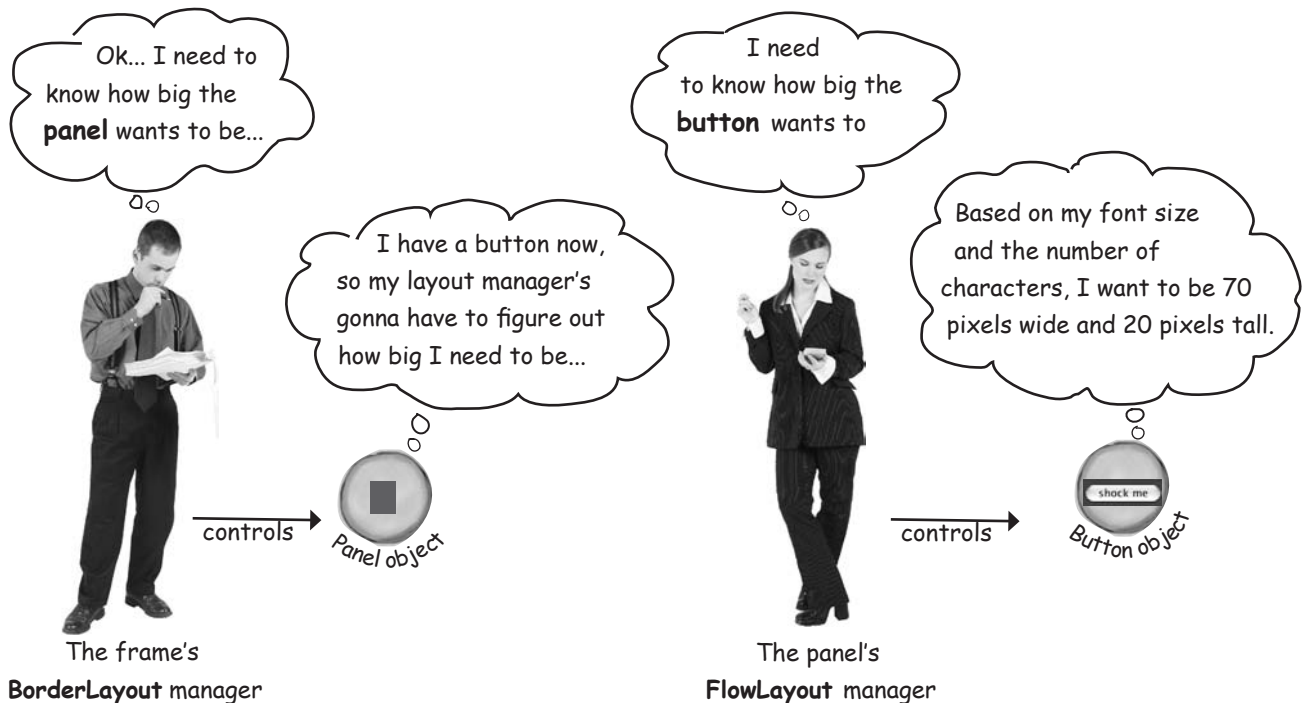 Ok... I need to
know how big the
panel wants to be...
I have a button now,
so my layout manager's
gonna have to figure out
how big I need to be...
controls
Panel object
The frame's
BorderLayout manager
I need
to know how big the
button wants to
Based on my font size
and the number of
characters, I want to be 70
pixels wide and 20 pixels tall.
shock me
controls
Button object
The panel's
FlowLayout manager